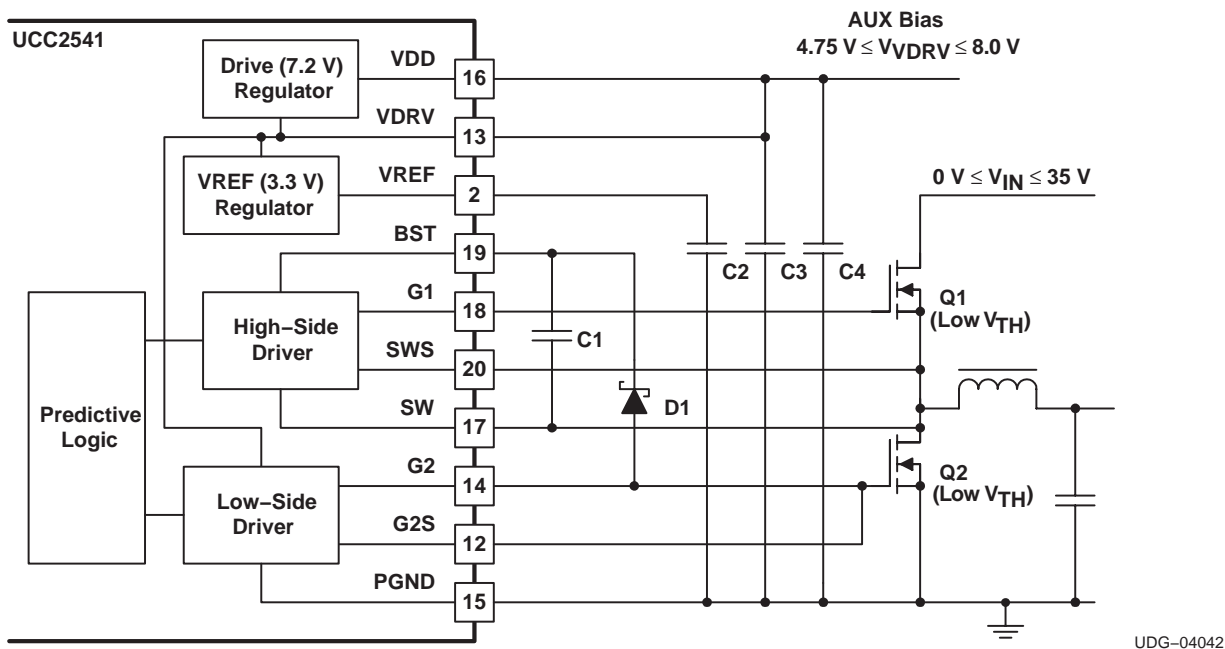 UCC2541
AUX Bias
4.75 V ≤ VVDRV ≤ 8.0 V
Drive (7.2 V)
Regulator
VDD
16
VDRV
13
VREF (3.3 V)
Regulator
VREF
2
0 V ≤ VIN ≤ 35 V
BST
19
C2
C3
C4
G1
18
Q1
(Low VTH)
High–Side
Driver
C1
SWS
20
Predictive
Logic
D1
SW
17
G2
14
Q2
(Low VTH)
Low–Side
Driver
G2S
12
PGND
15
UDG–04042